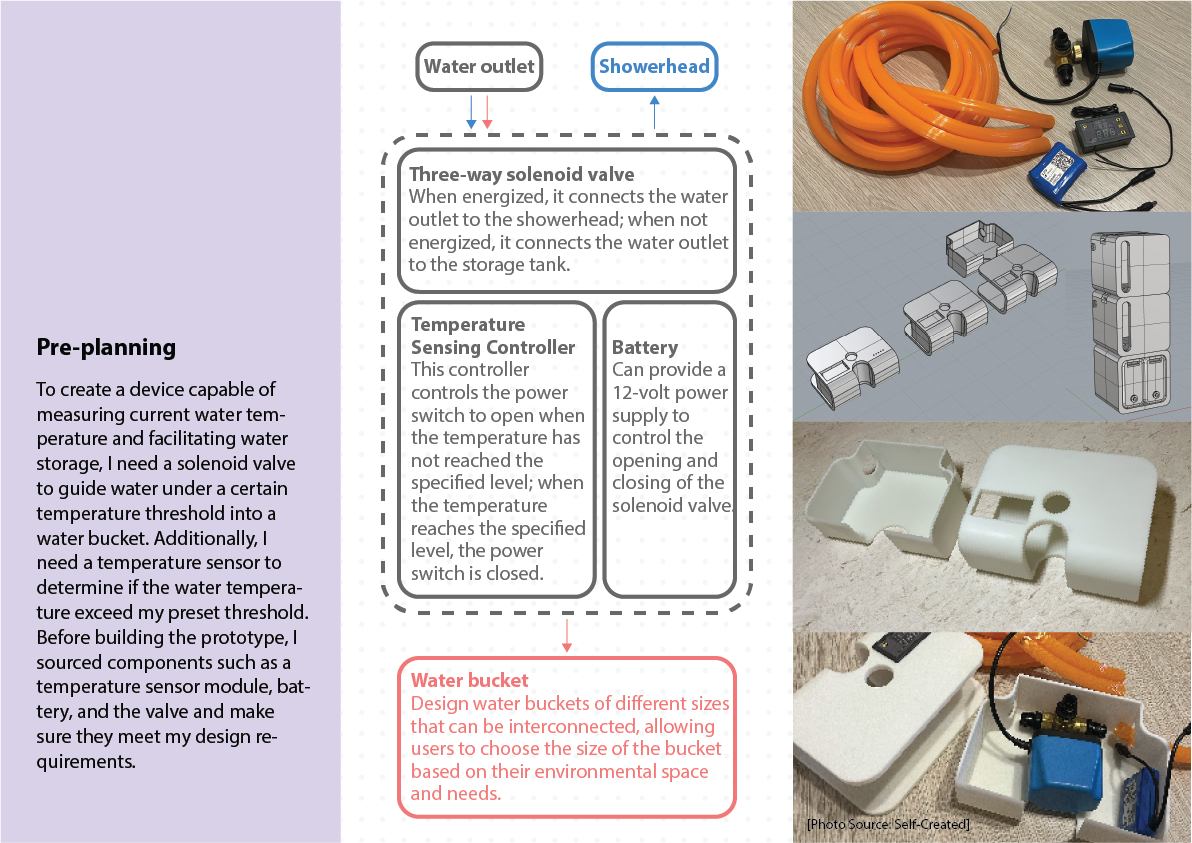 Pre-planning
To create a device capable of
measuring current water tem-
perature and facilitating water
storage, I need a solenoid valve
to guide water under a certain
temperature threshold into a
water bucket. Additionally, I
need a temperature sensor to
determine if the water tempera-
ture exceed my preset threshold.
Before building the prototype, I
sourced components such as a
temperature sensor module, bat-
tery, and the valve and make
sure they meet my design re-
quirements.
Water outlet
Showerhead
Three-way solenoid valve
When energized, it connects the water
outlet to the showerhead; when not
energized, it connects the water outlet
to the storage tank.
Temperature
Sensing Controller
This controller
controls the power
switch to open when
the temperature has
not reached the
specified level; when
the temperature
reaches the specified
level, the power
switch is closed.
Battery
Can provide a
12-volt power
supply to
control the
opening and
closing of the
solenoid valve.
Water bucket
Design water buckets of different sizes
that can be interconnected, allowing
users to choose the size of the bucket
based on their environmental space
and needs.
[Photo Source: Self-Created]